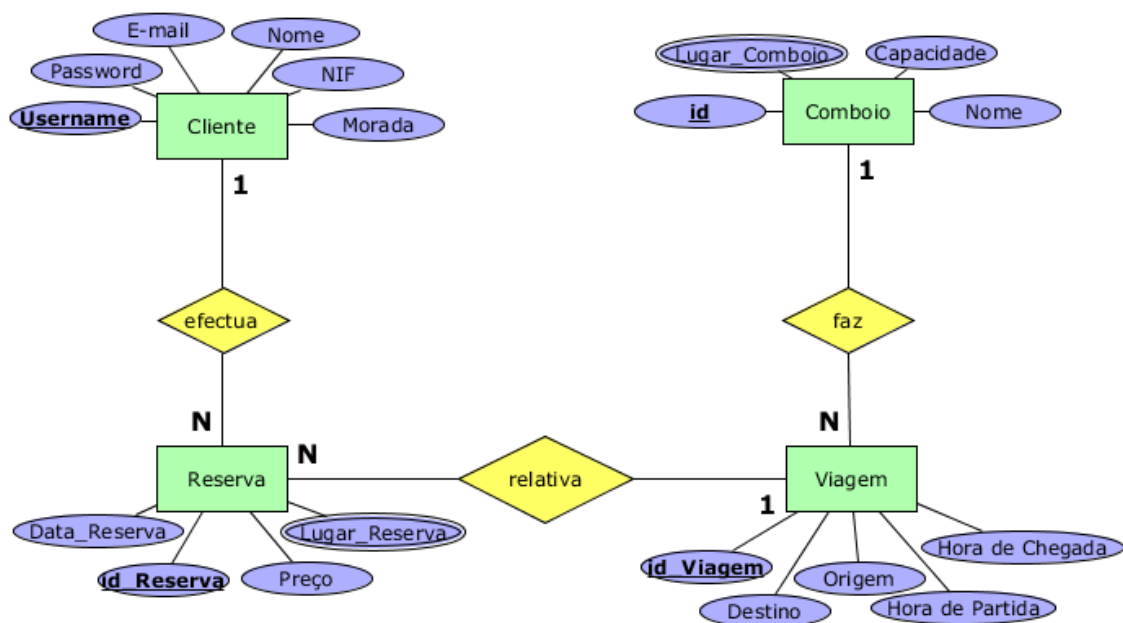 E-mail
Nome
Password
NIF
Username
Cliente
Morada
1
efectua
N
Lugar_Comboio
Capacidade
id
Comboio
Nome
1
faz
N
Reserva
N
relativa
Viagem
1
Data_Reserva
Lugar_Reserva
id_Reserva
Preço
Hora de Chegada
id_Viagem
Origem
Destino
Hora de Partida